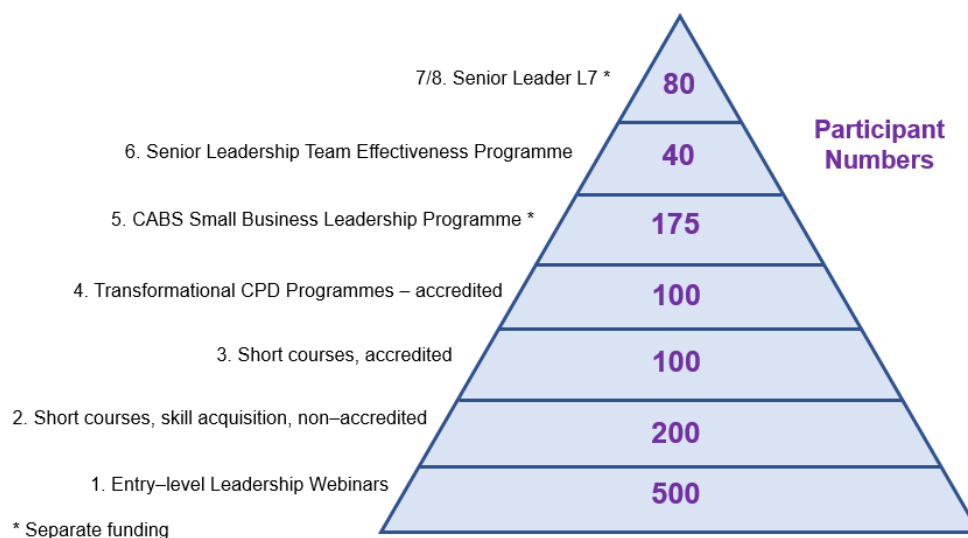 7/8. Senior Leader L7 *
80
Participant
Numbers
6. Senior Leadership Team Effectiveness Programme
40
5. CABS Small Business Leadership Programme *
175
4. Transformational CPD Programmes – accredited
100
3. Short courses, accredited
100
2. Short courses, skill acquisition, non–accredited
200
1. Entry–level Leadership Webinars
500
* Separate funding